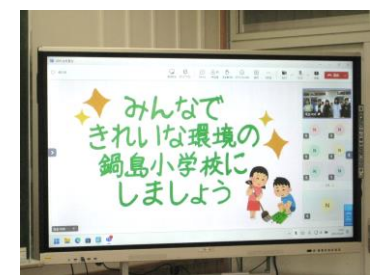 みんなで
きれいな環境の
鍋島小学校に
しましょう